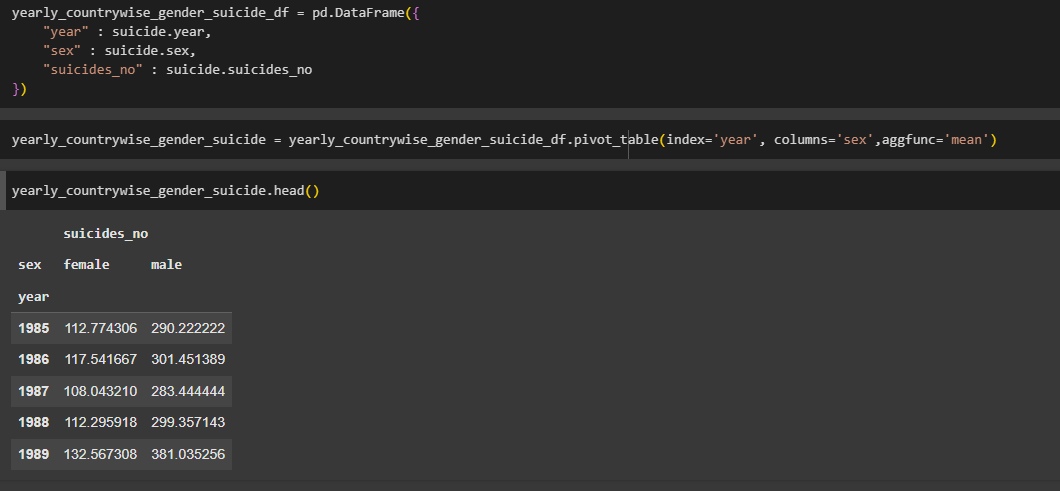 yearly_countrywise_gender_suicide_df = pd.DataFrame({
    "year" : suicide.year,
    "sex" : suicide.sex,
    "suicides_no" : suicide.suicides_no
})
yearly_countrywise_gender_suicide = yearly_countrywise_gender_suicide_df.pivot_table(index='year', columns='sex',aggfunc='mean')
yearly_countrywise_gender_suicide.head()
suicides_no
sex female male
year
1985 112.774306 290.222222
1986 117.541667 301.451389
1987 108.043210 283.444444
1988 112.295918 299.357143
1989 132.567308 381.035256